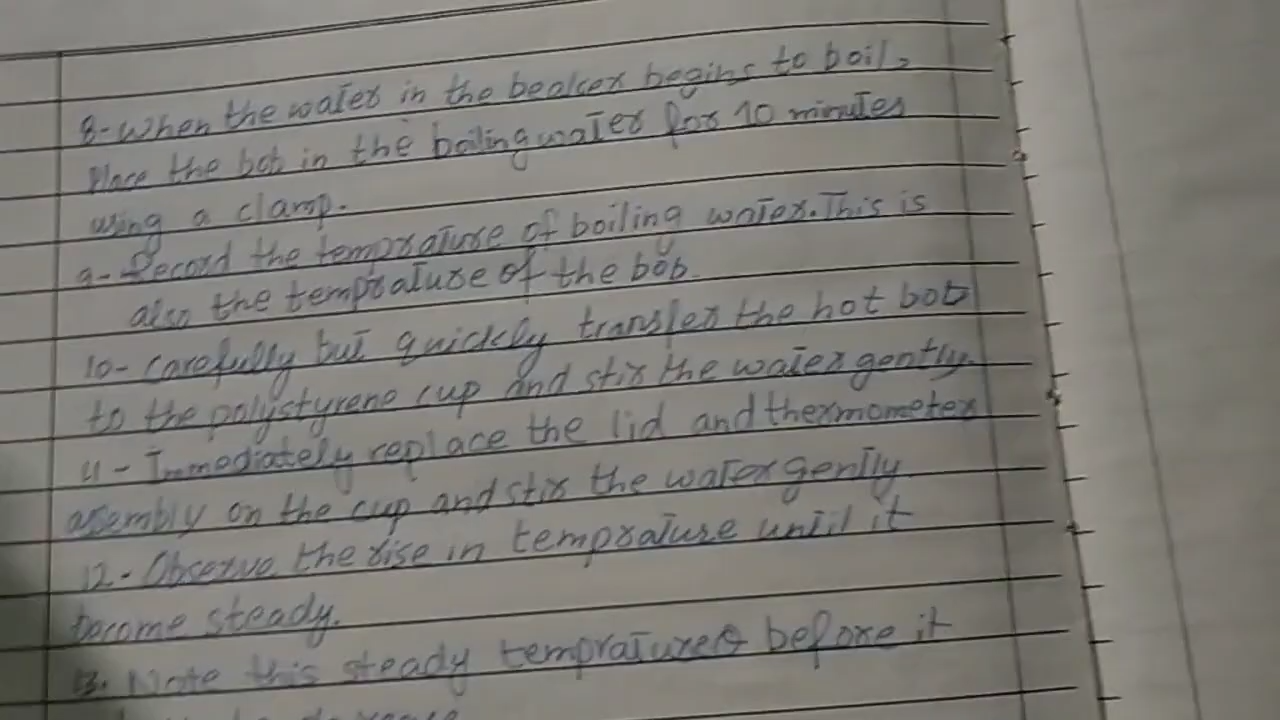 8-When the water in the beaker begins to boil,
Place the bob in the boiling water for 10 minutes
using a clamp.
9-Record the temprature of boiling water.This is
also the temprature of the bob.
10-Carefully but quickly transfer the hot bob
to the polystyrene cup and stir the water gently.
11-Immediately replace the lid and thermometer
asembly on the cup and stir the water gently
12-Observe the rise in temprature until it
become steady.
13. Note this steady temprature before it